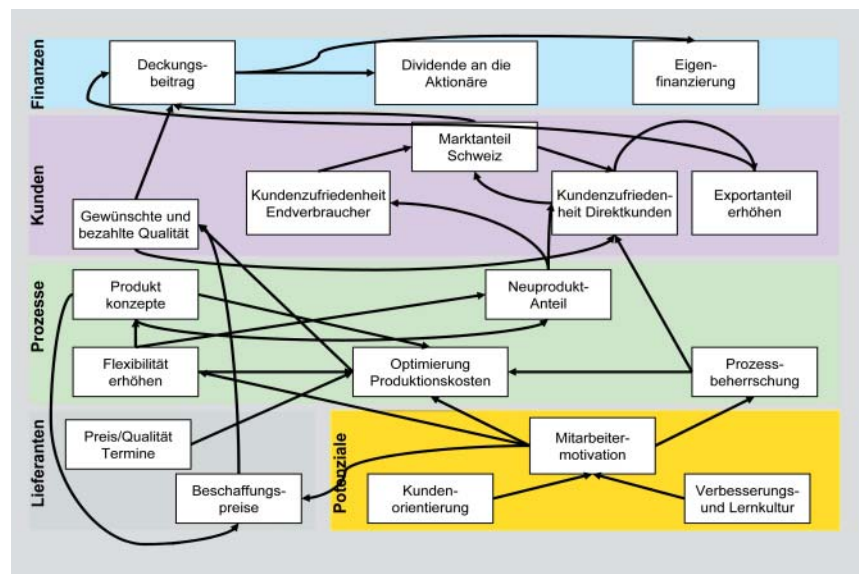 Finanzen
Deckungs-
beitrag
Dividende an die
Aktionäre
Eigen-
finanzierung
Kunden
Marktanteil
Schweiz
Kundenzufriedenheit
Endverbraucher
Kundenzufrieden-
heit Direktkunden
Exportanteil
erhöhen
Gewünschte und
bezahlte Qualität
Prozesse
Produkt
konzepte
Neuprodukt-
Anteil
Flexibilität
erhöhen
Optimierung
Produktionskosten
Prozess-
beherrschung
Lieferanten
Preis/Qualität
Termine
Beschaffungs-
preise
Potenziale
Mitarbeiter-
motivation
Kunden-
orientierung
Verbesserungs-
und Lernkultur